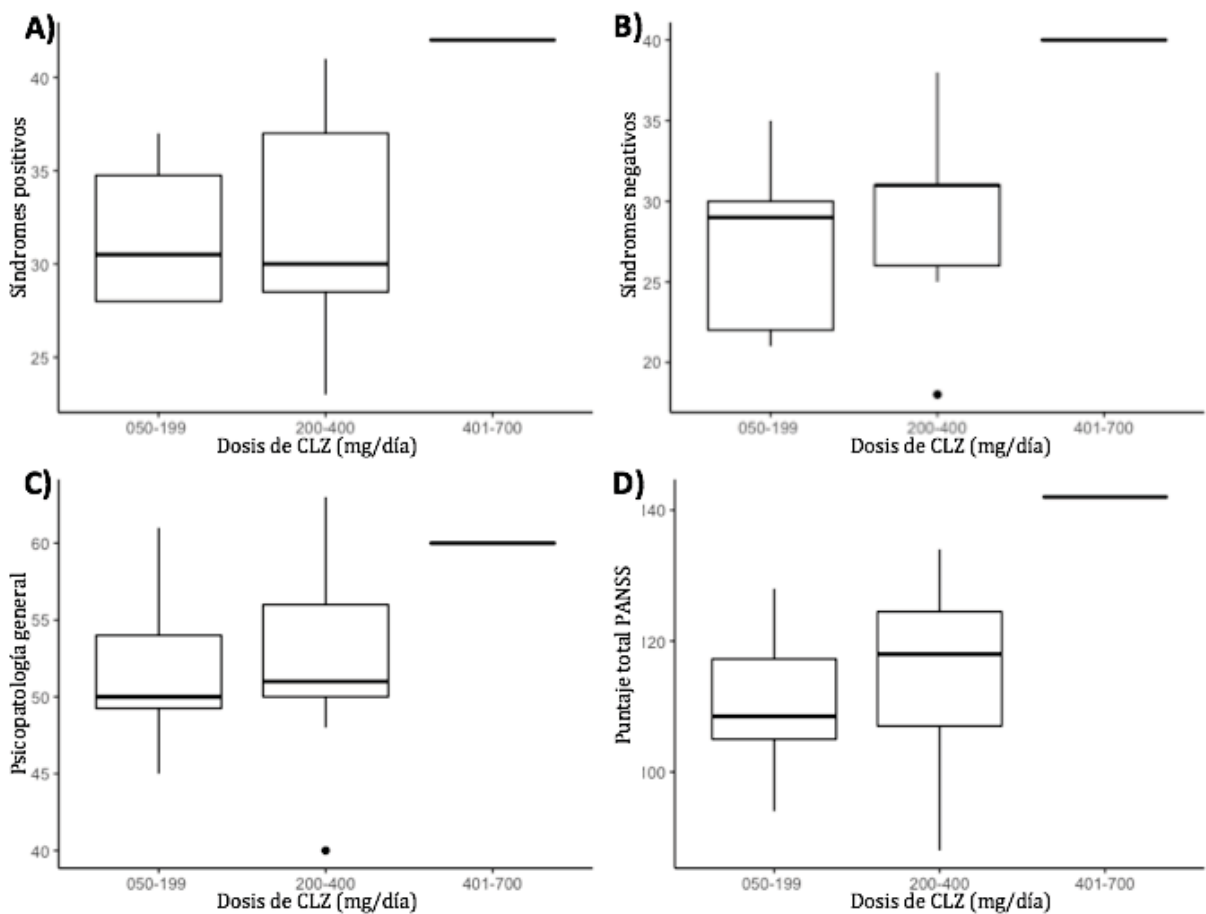 A)
Síndromes positivos
40
35
30
25
050-199
200-400
401-700
Dosis de CLZ (mg/día)
B)
Síndromes negativos
40
35
30
25
20
050-199
200-400
401-700
Dosis de CLZ (mg/día)
C)
Psicopatología general
60
55
50
45
40
050-199
200-400
401-700
Dosis de CLZ (mg/día)
D)
Puntaje total PANSS
140
120
100
050-199
200-400
401-700
Dosis de CLZ (mg/día)